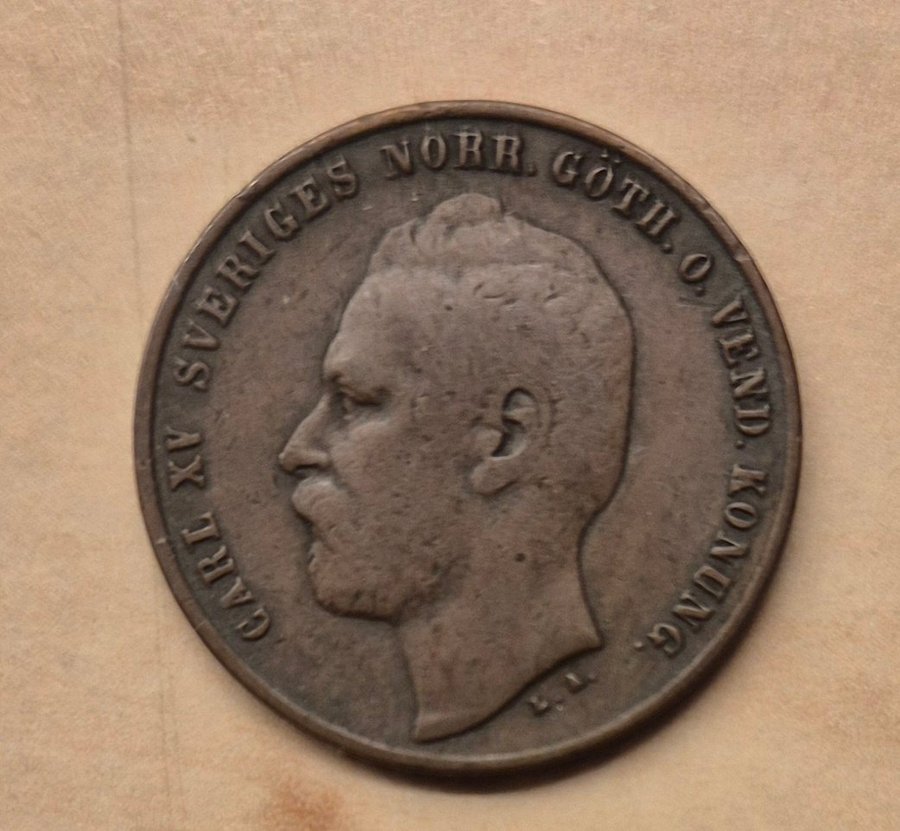 CARL XV SVERIGES NORR. GÖTH. O. VEND. KONUNG.
L. A.